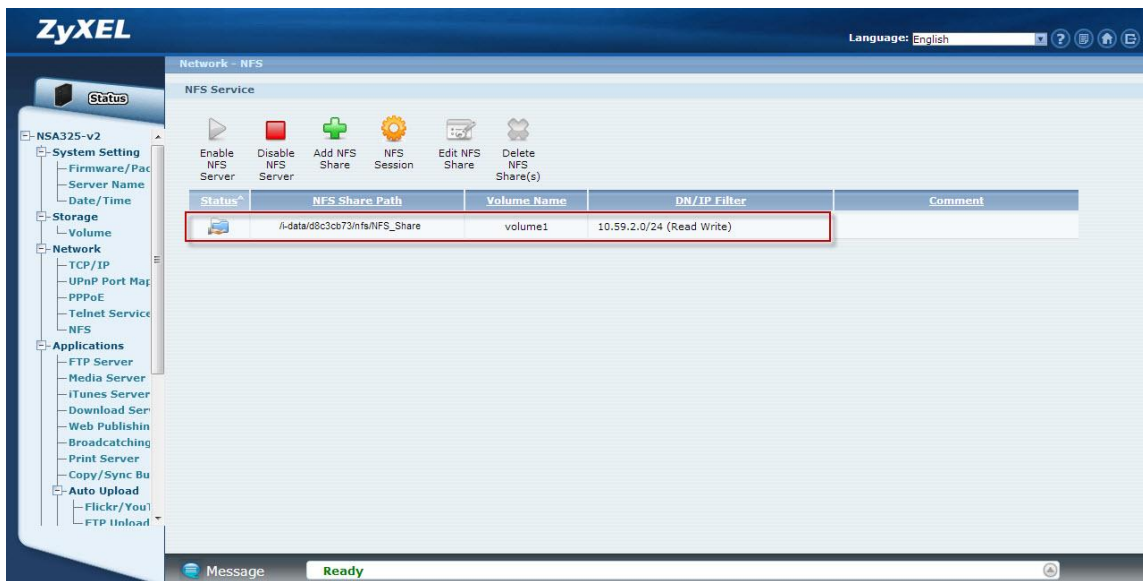 ZyXEL
Language: English
Network - NFS
Status
NFS Service
Enable NFS Server
Disable NFS Server
Add NFS Share
NFS Session
Edit NFS Share
Delete NFS Share(s)
Status^ NFS Share Path Volume Name DN/IP Filter Comment
/i-data/d8c3cb73/nfs/NFS_Share volume1 10.59.2.0/24 (Read Write)
NSA325-v2
System Setting
Firmware/Pac
Server Name
Date/Time
Storage
Volume
Network
TCP/IP
UPnP Port Map
PPPoE
Telnet Service
NFS
Applications
FTP Server
Media Server
iTunes Server
Download Ser
Web Publishin
Broadcatching
Print Server
Copy/Sync Bu
Auto Upload
Flickr/YouT
FTP Upload
Message Ready